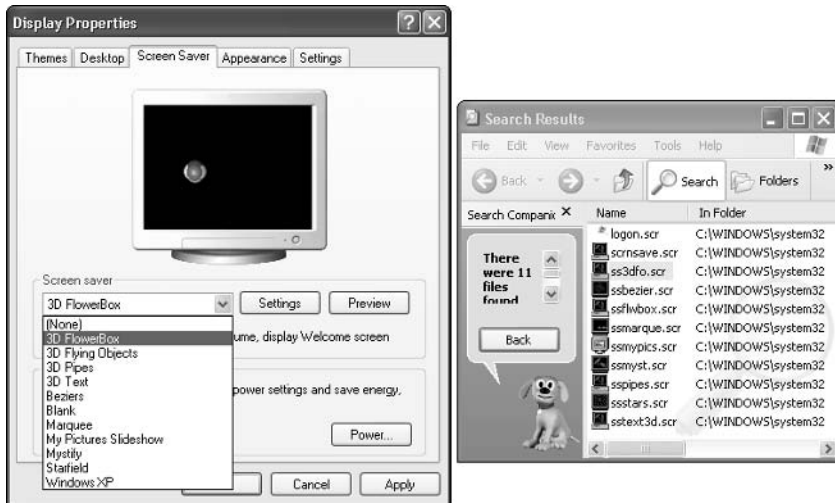 Display Properties
Themes Desktop Screen Saver Appearance Settings
Screen saver
3D FlowerBox Settings Preview
(None)
3D FlowerBox
3D Flying Objects
3D Pipes
3D Text
Beziers
Blank
Marquee
My Pictures Slideshow
Mystify
Starfield
Windows XP
ume, display Welcome screen
power settings and save energy,
Power...
Cancel Apply
Search Results
File Edit View Favorites Tools Help
Back Search Folders »
Search Companic Name In Folder
There
were 11
files
found
Back
logon.scr C:\WINDOWS\system32
scrnsave.scr C:\WINDOWS\system32
ss3dfo.scr C:\WINDOWS\system32
ssbezier.scr C:\WINDOWS\system32
ssflwbox.scr C:\WINDOWS\system32
ssmarque.scr C:\WINDOWS\system32
ssmypics.scr C:\WINDOWS\system32
ssmyst.scr C:\WINDOWS\system32
sspipes.scr C:\WINDOWS\system32
ssstars.scr C:\WINDOWS\system32
sstext3d.scr C:\WINDOWS\system32